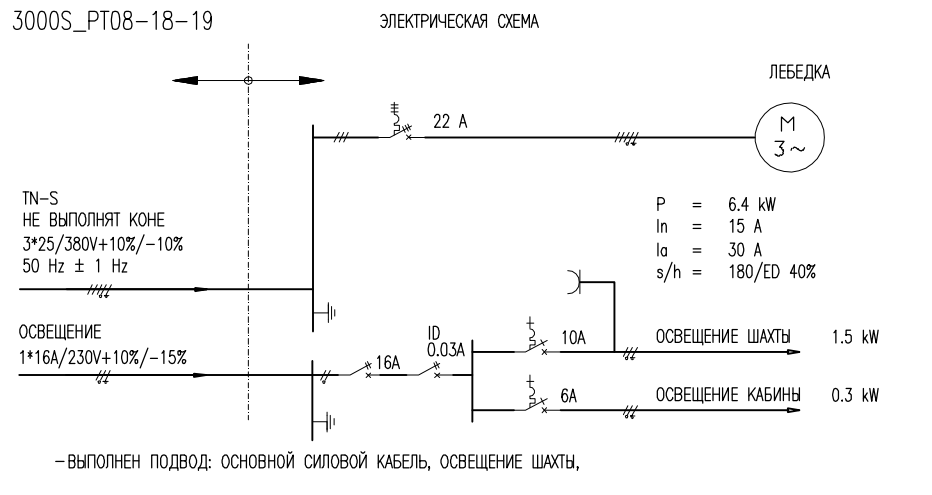 3000S_PT08-18-19
ЭЛЕКТРИЧЕСКАЯ СХЕМА
ЛЕБЕДКА
22 A
M
3~
TN-S
НЕ ВЫПОЛНЯТ КОНЕ
3*25/380V+10%/-10%
50 Hz ± 1 Hz
P = 6.4 kW
In = 15 A
Ia = 30 A
s/h = 180/ED 40%
ОСВЕЩЕНИЕ
1*16A/230V+10%/-15%
16A
ID
0.03A
10A
ОСВЕЩЕНИЕ ШАХТЫ 1.5 kW
6A
ОСВЕЩЕНИЕ КАБИНЫ 0.3 kW
-ВЫПОЛНЕН ПОДВОД: ОСНОВНОЙ СИЛОВОЙ КАБЕЛЬ, ОСВЕЩЕНИЕ ШАХТЫ,